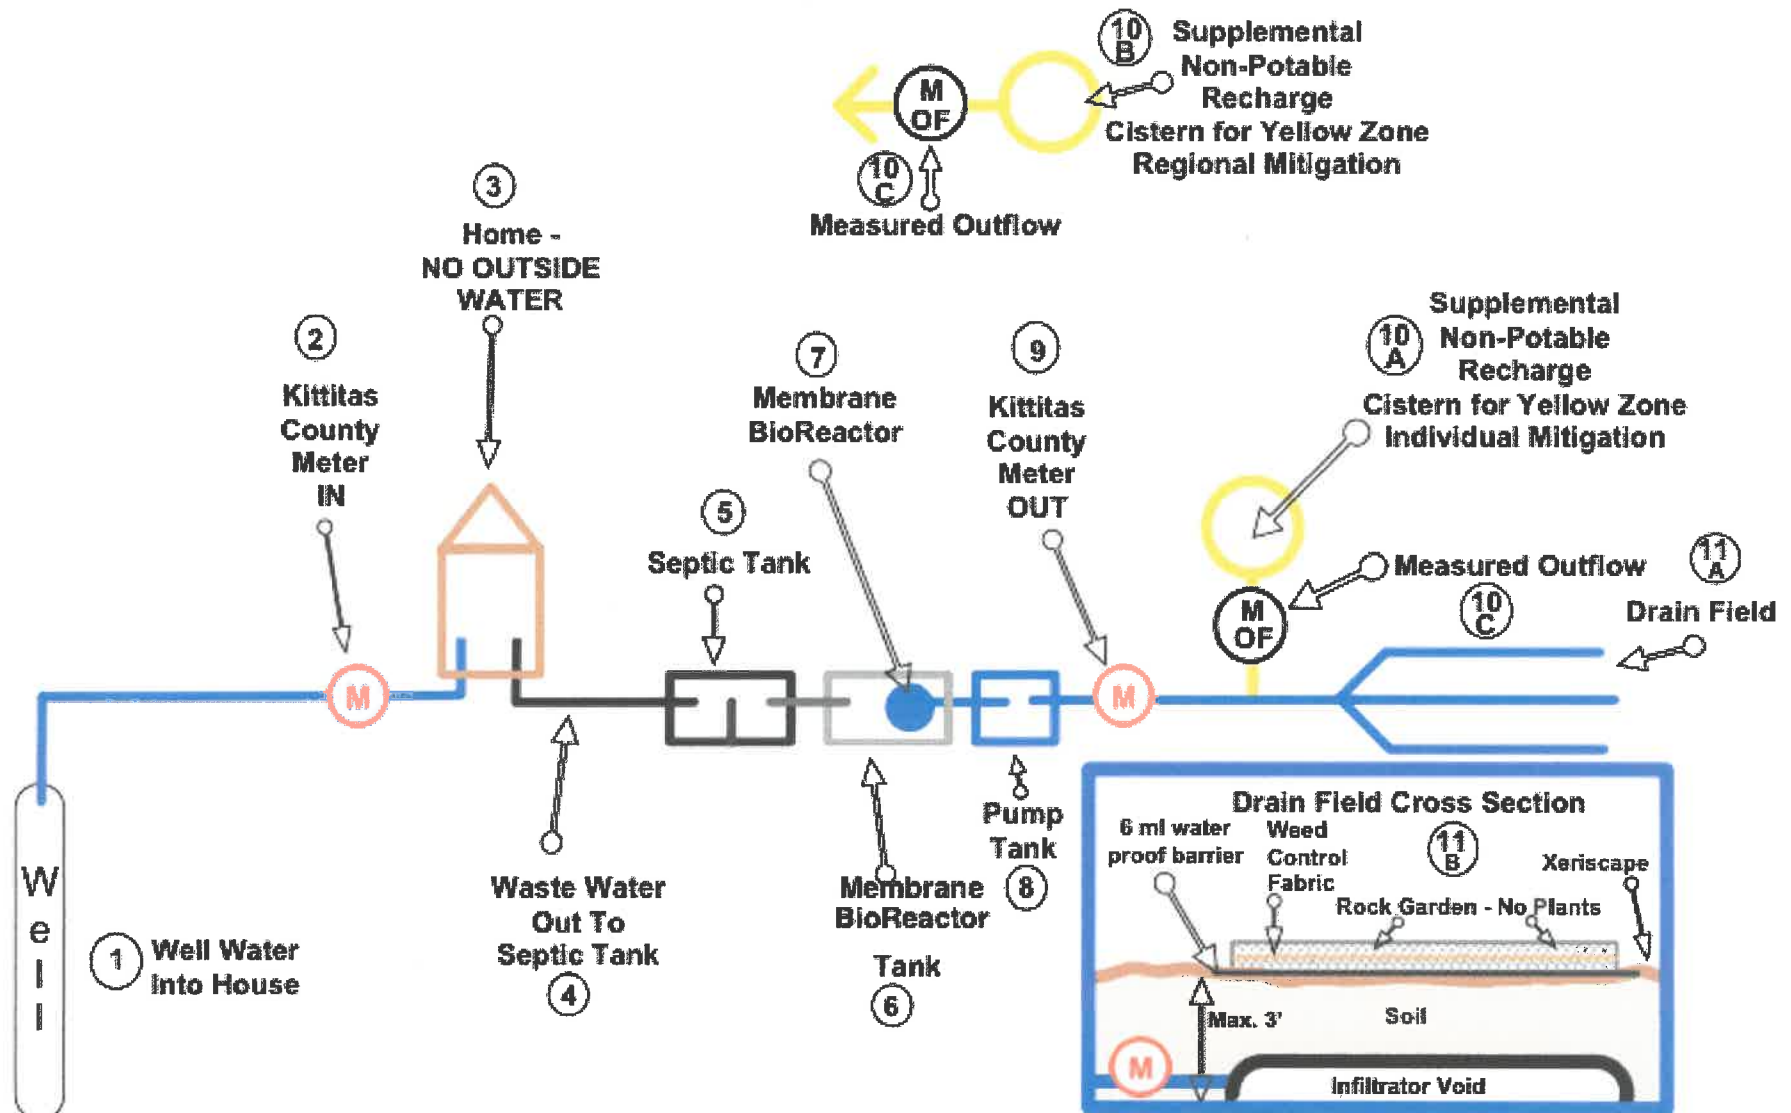 10
B
Supplemental
Non-Potable
Recharge
Cistern for Yellow Zone
Regional Mitigation
M
OF
10
C
Measured Outflow
3
Home -
NO OUTSIDE
WATER
2
Kittitas
County
Meter
IN
7
Membrane
BioReactor
9
Kittitas
County
Meter
OUT
10
A
Supplemental
Non-Potable
Recharge
Cistern for Yellow Zone
Individual Mitigation
5
Septic Tank
M
OF
Measured Outflow
10
C
11
A
Drain Field
M
M
Well
1
Well Water
Into House
Waste Water
Out To
Septic Tank
4
Membrane
BioReactor
Tank
6
Pump
Tank
8
Drain Field Cross Section
11
B
6 ml water
proof barrier
Weed
Control
Fabric
Rock Garden - No Plants
Xeriscape
Max. 3'
Soil
M
Infiltrator Void